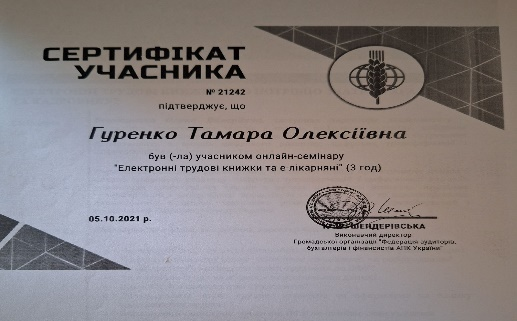 СЕРТИФІКАТ
УЧАСНИКА
№ 21242
підтверджує, що
Гуренко Тамара Олексіївна
був (-ла) учасником онлайн-семінару
"Електронні трудові книжки та є лікарняні" (3 год)
05.10.2021 р.
ШЕНДЕРІВСЬКА
Виконавчий директор
Громадської організації "Федерація аудиторів,
бухгалтерів і фінансистів АПК України"